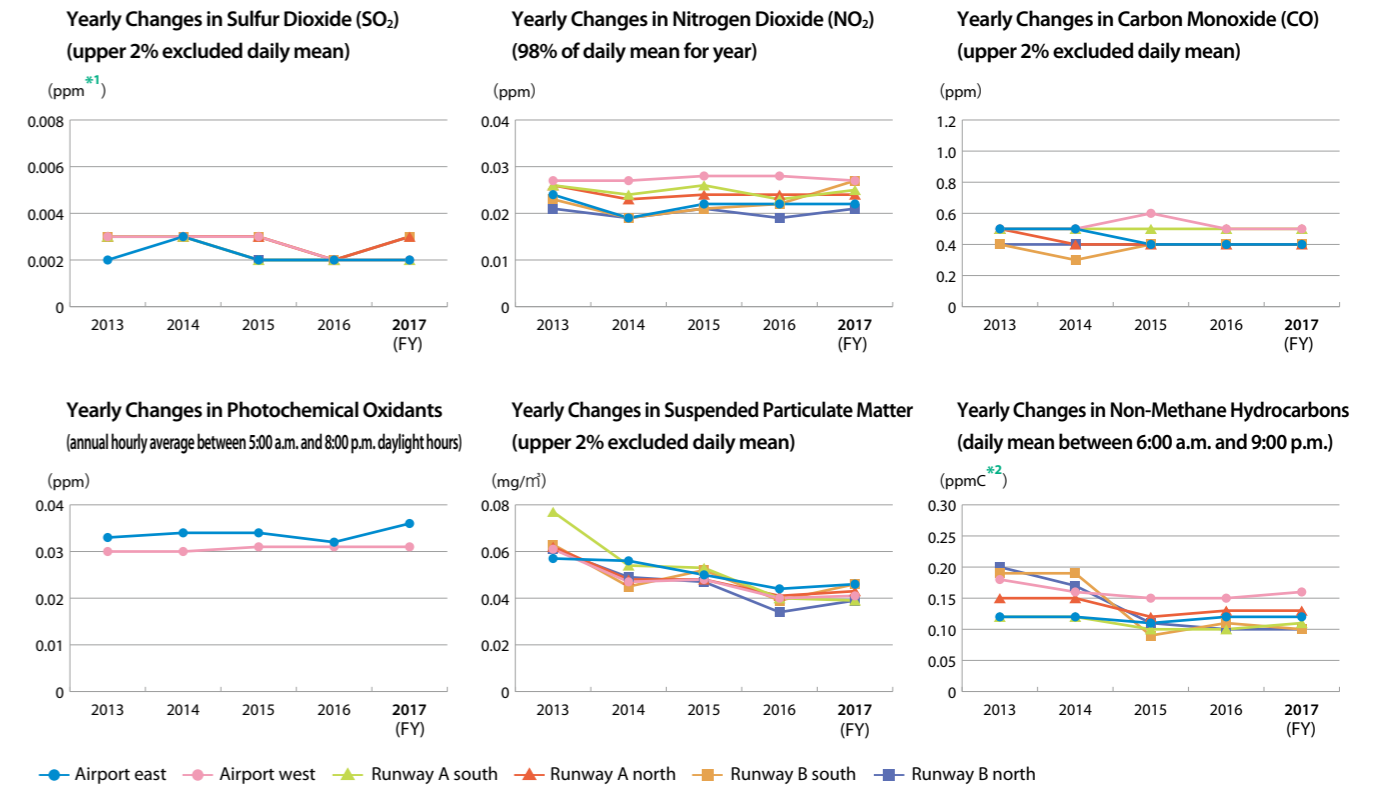 Yearly Changes in Sulfur Dioxide (SO₂)
(upper 2% excluded daily mean)
(ppm*1)
0.008
0.006
0.004
0.002
0
2013 2014 2015 2016 2017
(FY)
Yearly Changes in Nitrogen Dioxide (NO₂)
(98% of daily mean for year)
(ppm)
0.04
0.03
0.02
0.01
0
2013 2014 2015 2016 2017
(FY)
Yearly Changes in Carbon Monoxide (CO)
(upper 2% excluded daily mean)
(ppm)
1.2
1.0
0.8
0.6
0.4
0.2
0
2013 2014 2015 2016 2017
(FY)
Yearly Changes in Photochemical Oxidants
(annual hourly average between 5:00 a.m. and 8:00 p.m. daylight hours)
(ppm)
0.04
0.03
0.02
0.01
0
2013 2014 2015 2016 2017
(FY)
Yearly Changes in Suspended Particulate Matter
(upper 2% excluded daily mean)
(mg/㎥)
0.08
0.06
0.04
0.02
0
2013 2014 2015 2016 2017
(FY)
Yearly Changes in Non-Methane Hydrocarbons
(daily mean between 6:00 a.m. and 9:00 p.m.)
(ppmC*2)
0.30
0.25
0.20
0.15
0.10
0.05
0
2013 2014 2015 2016 2017
(FY)
Airport east Airport west Runway A south Runway A north Runway B south Runway B north